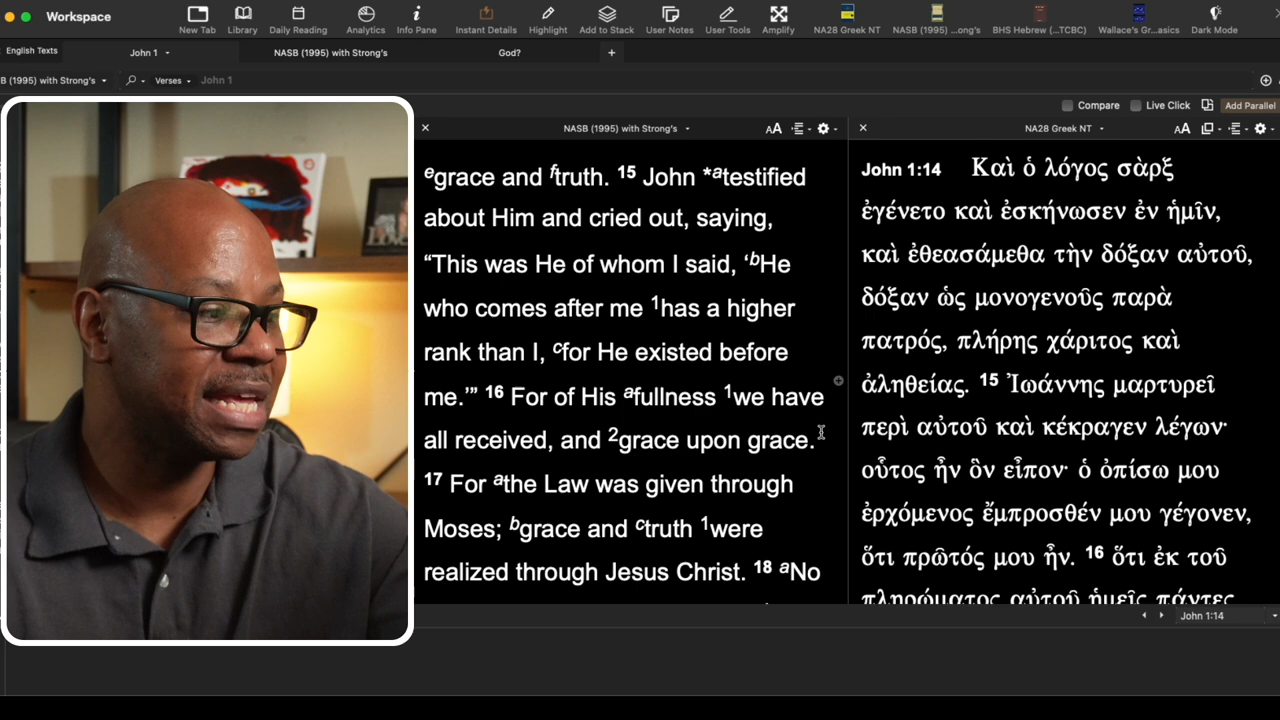 Workspace
New Tab
Library
Daily Reading
Analytics
Info Pane
Instant Details
Highlight
Add to Stack
User Notes
User Tools
Amplify
NA28 Greek NT
NASB (1995) ...ong's
BHS Hebrew (...TCBC)
Wallace's Gr...asics
Dark Mode
English Texts
John 1
NASB (1995) with Strong's
God?
+
B (1995) with Strong's
Verses
John 1
Compare
Live Click
Add Parallel
NASB (1995) with Strong's
AA
egrace and ftruth. 15 John *atestified
about Him and cried out, saying,
“This was He of whom I said, ‘bHe
who comes after me 1has a higher
rank than I, cfor He existed before
me.’” 16 For of His afullness 1we have
all received, and 2grace upon grace.
17 For athe Law was given through
Moses; bgrace and ctruth 1were
realized through Jesus Christ. 18 aNo
NA28 Greek NT
AA
John 1:14 Καὶ ὁ λόγος σὰρξ
ἐγένετο καὶ ἐσκήνωσεν ἐν ἡμῖν,
καὶ ἐθεασάμεθα τὴν δόξαν αὐτοῦ,
δόξαν ὡς μονογενοῦς παρὰ
πατρός, πλήρης χάριτος καὶ
ἀληθείας. 15 Ἰωάννης μαρτυρεῖ
περὶ αὐτοῦ καὶ κέκραγεν λέγων·
οὗτος ἦν ὃν εἶπον· ὁ ὀπίσω μου
ἐρχόμενος ἔμπροσθέν μου γέγονεν,
ὅτι πρῶτός μου ἦν. 16 ὅτι ἐκ τοῦ
πληρώματος αὐτοῦ ἡμεῖς πάντες
John 1:14